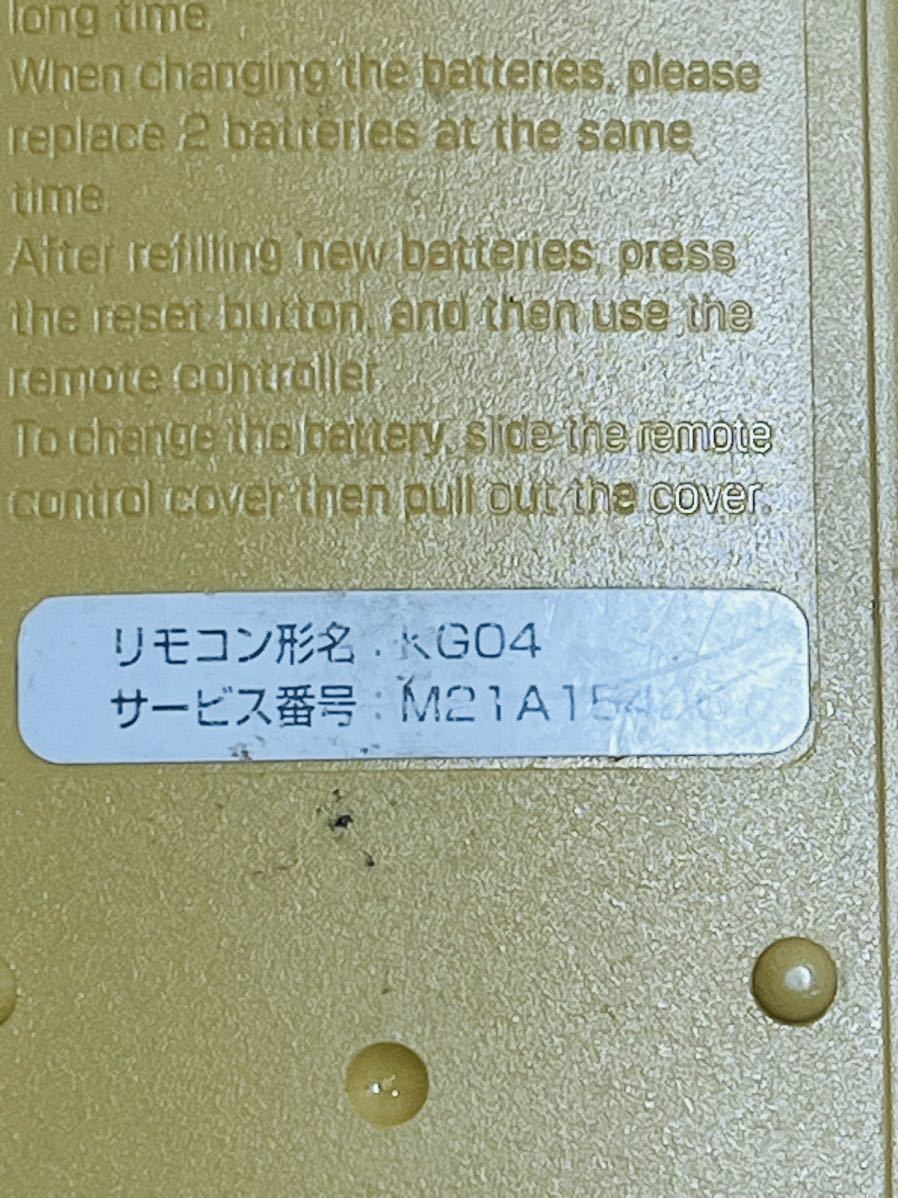 long time.
When changing the batteries, please
replace 2 batteries at the same
time.
After refilling new batteries, press
the reset button, and then use the
remote controller.
To change the battery, slide the remote
control cover then pull out the cover.
リモコン形名：KG04
サービス番号：